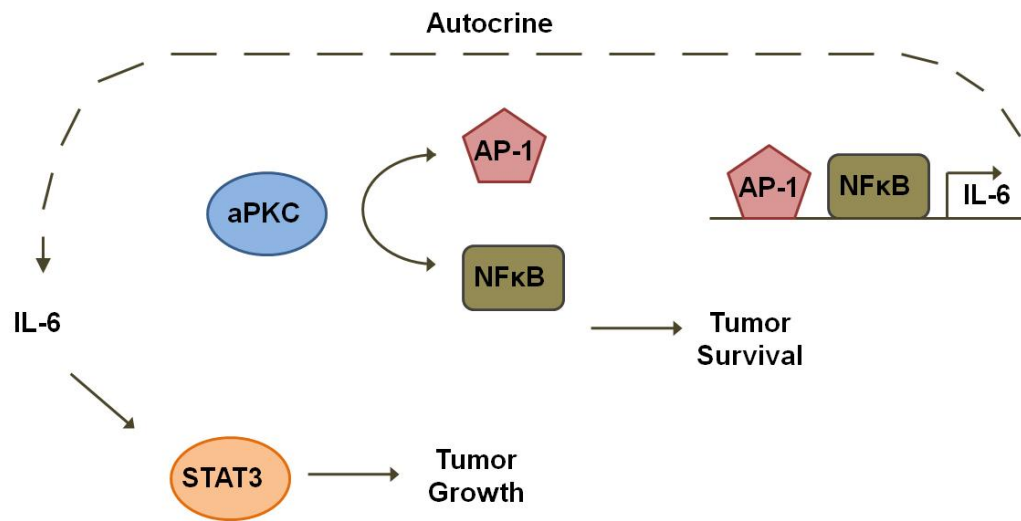 Autocrine
AP-1
aPKC
NFκB
AP-1
NFκB
IL-6
IL-6
Tumor
Survival
STAT3
Tumor
Growth